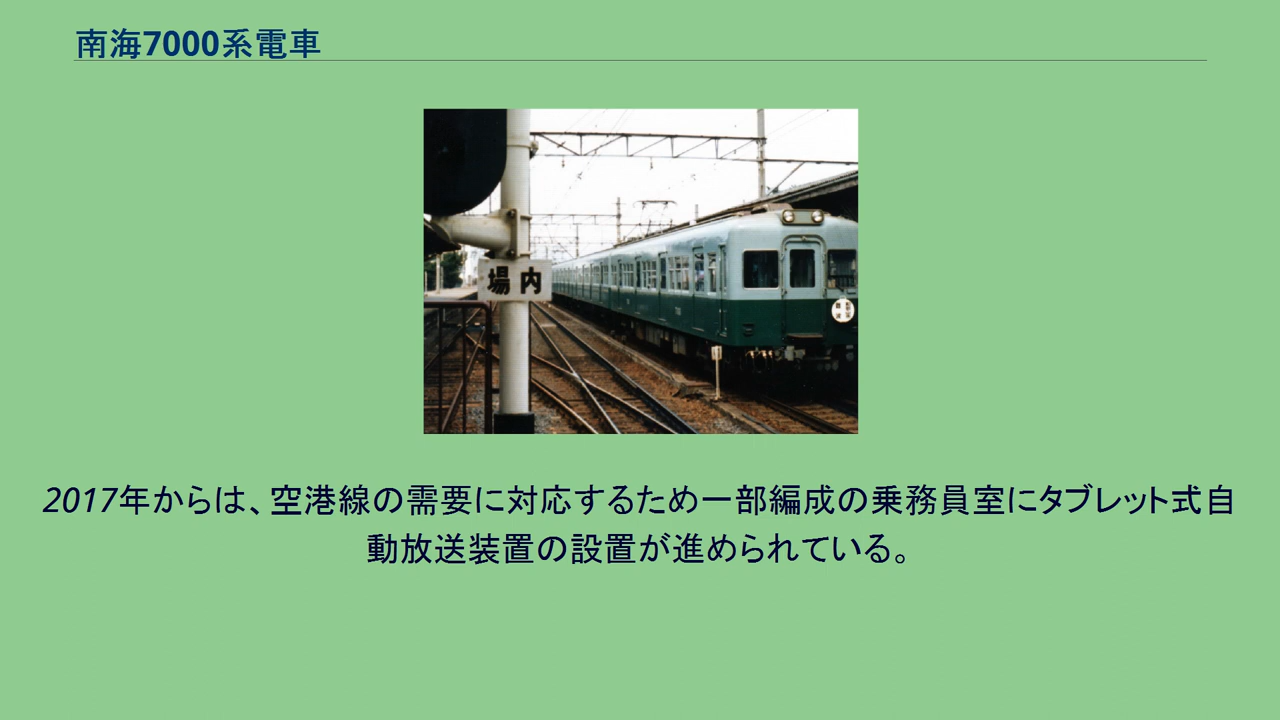 南海7000系電車
場内
2017年からは、空港線の需要に対応するため一部編成の乗務員室にタブレット式自
動放送装置の設置が進められている。